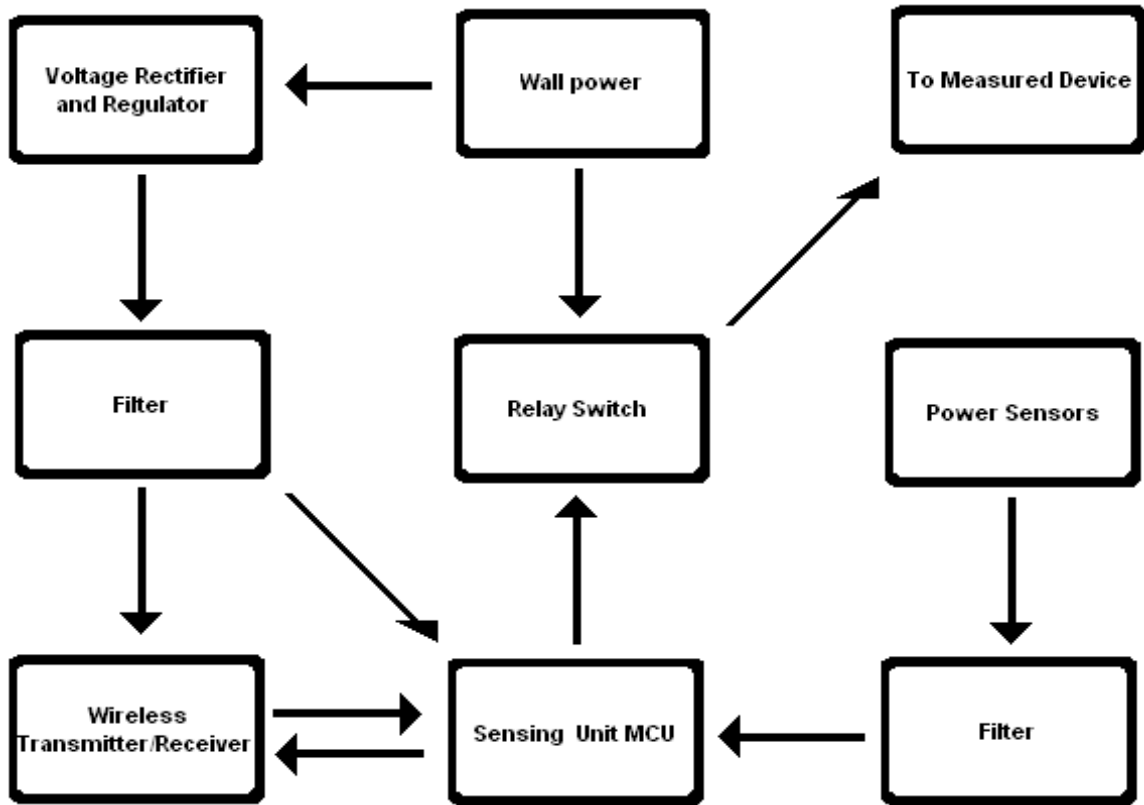 Voltage Rectifier
and Regulator
Wall power
To Measured Device
Filter
Relay Switch
Power Sensors
Wireless
Transmitter/Receiver
Sensing Unit MCU
Filter